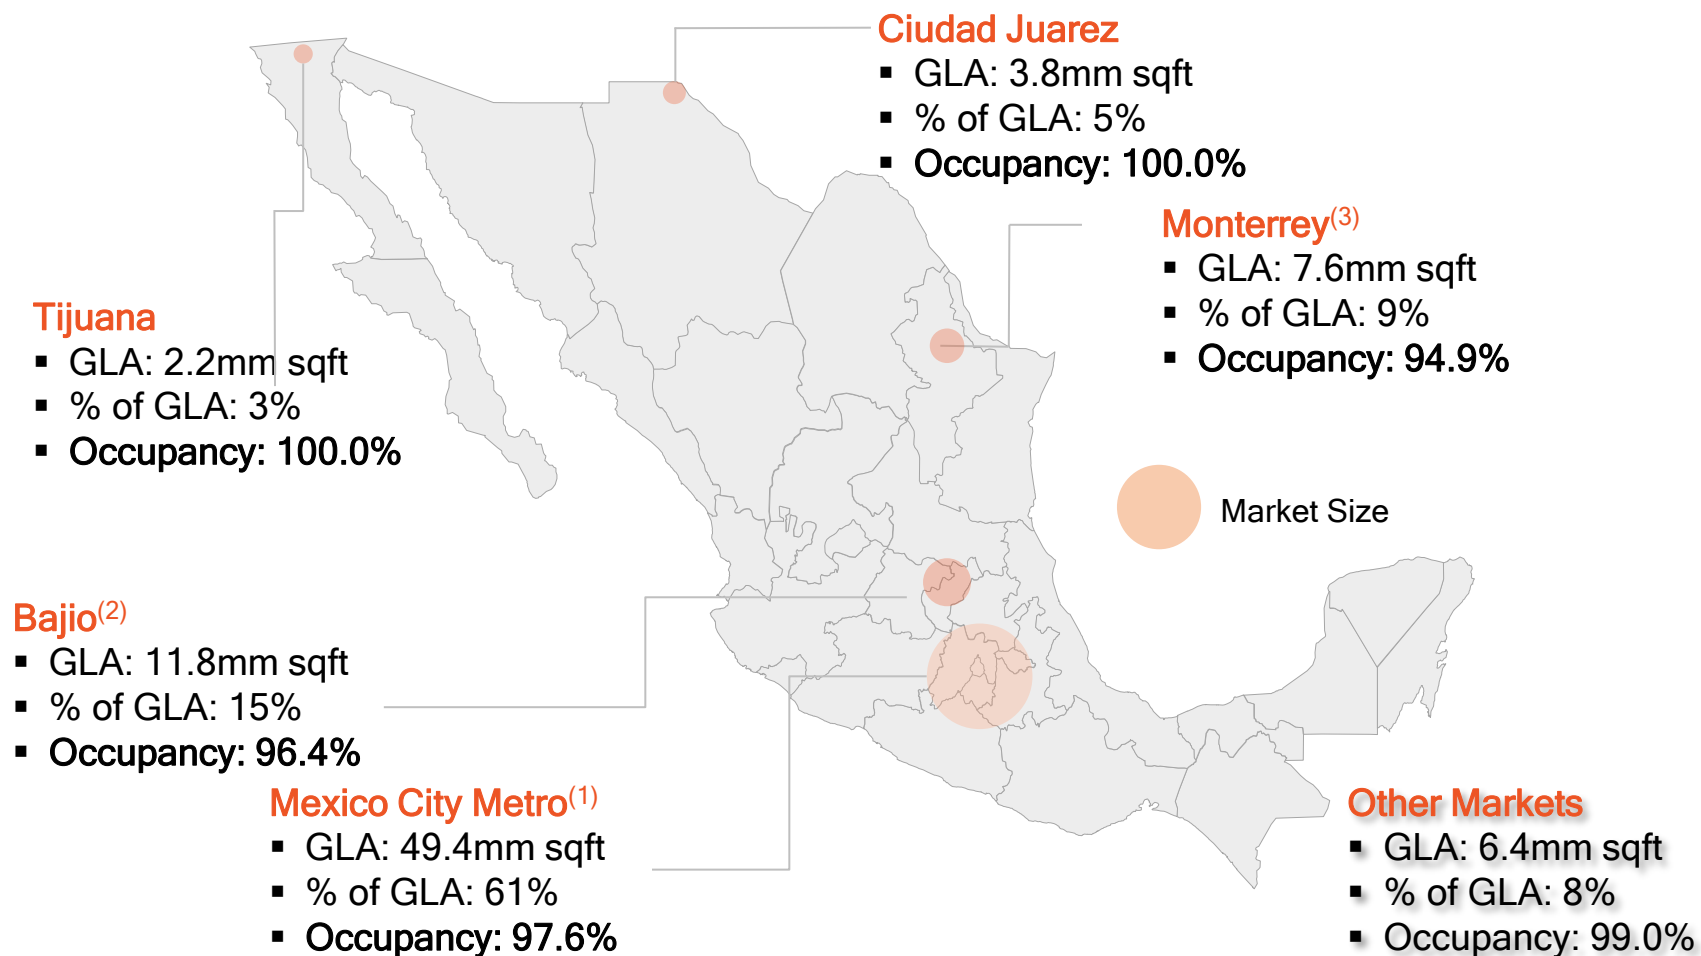 Ciudad Juarez
▪ GLA: 3.8mm sqft
▪ % of GLA: 5%
▪ Occupancy: 100.0%
Monterrey(3)
▪ GLA: 7.6mm sqft
▪ % of GLA: 9%
▪ Occupancy: 94.9%
Tijuana
▪ GLA: 2.2mm sqft
▪ % of GLA: 3%
▪ Occupancy: 100.0%
Market Size
Bajio(2)
▪ GLA: 11.8mm sqft
▪ % of GLA: 15%
▪ Occupancy: 96.4%
Mexico City Metro(1)
▪ GLA: 49.4mm sqft
▪ % of GLA: 61%
▪ Occupancy: 97.6%
Other Markets
▪ GLA: 6.4mm sqft
▪ % of GLA: 8%
▪ Occupancy: 99.0%